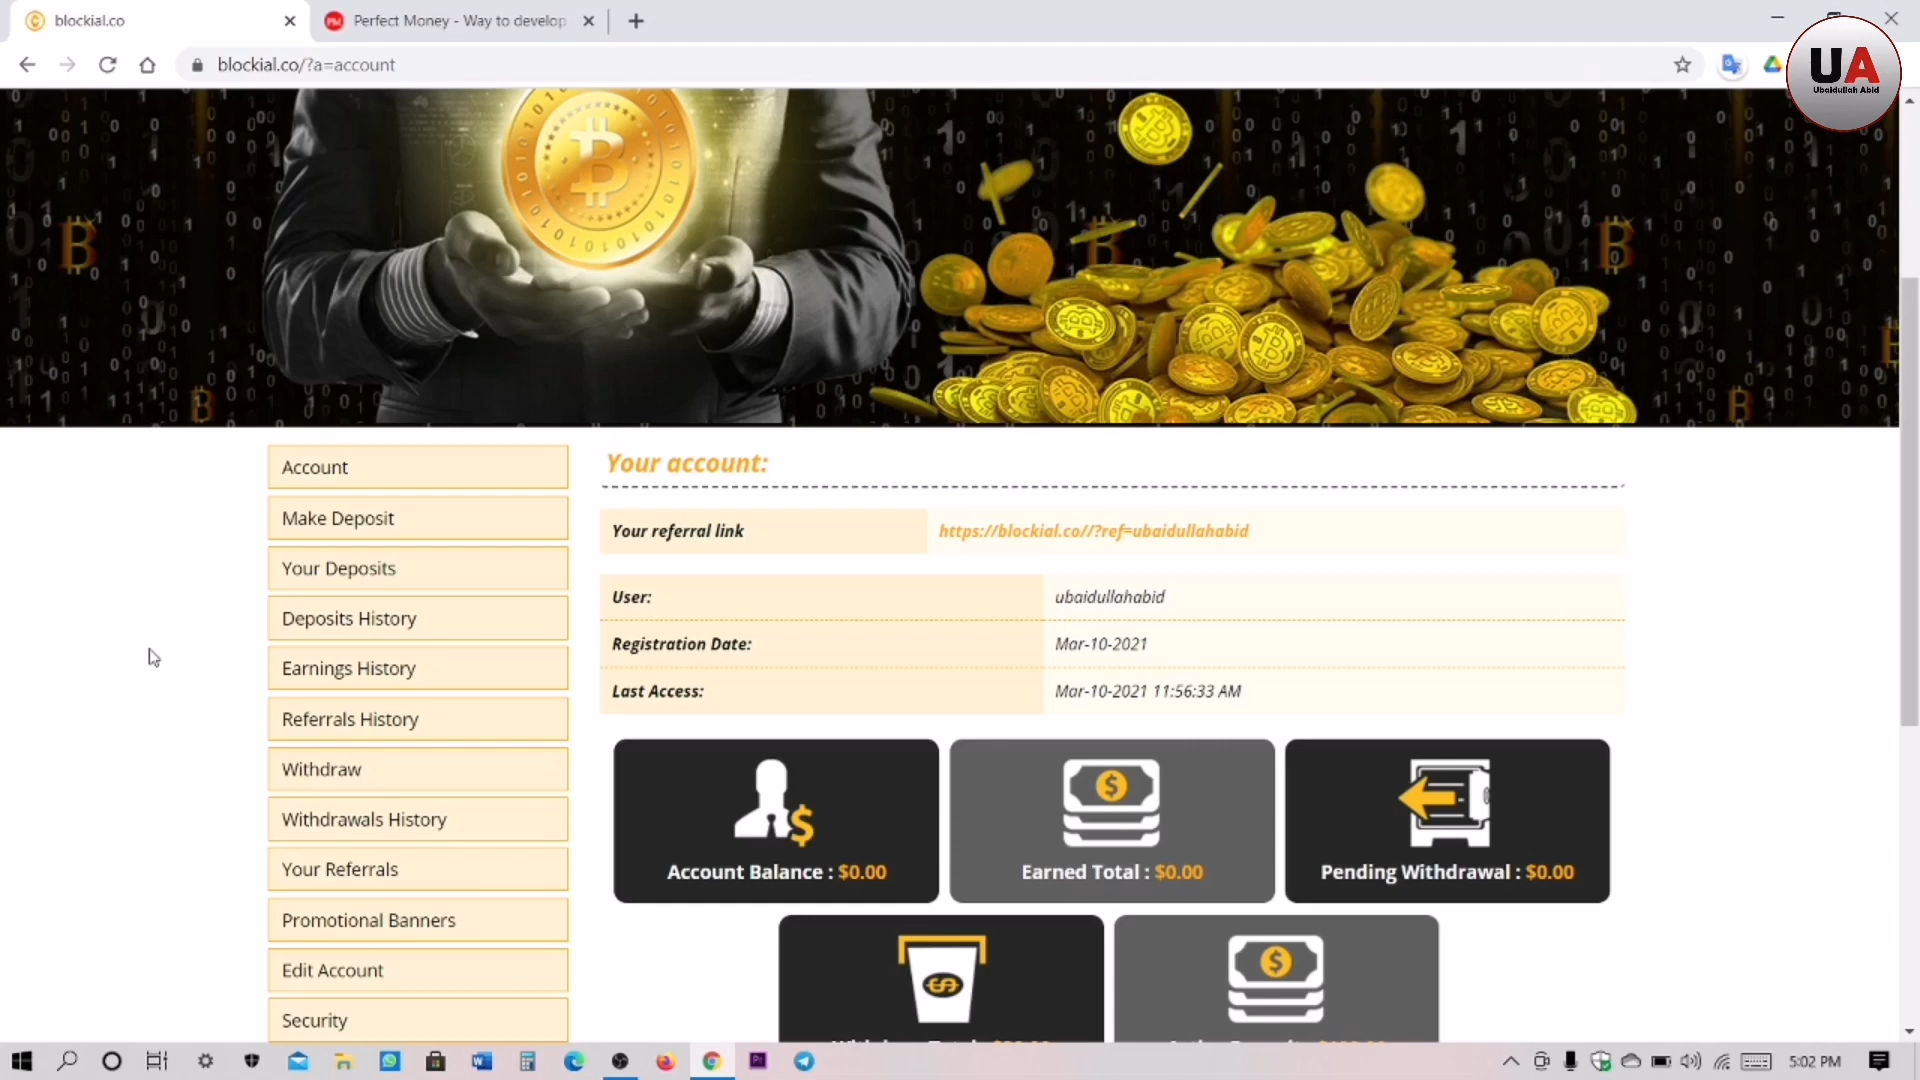 blockial.co
Perfect Money - Way to develop
blockial.co/?a=account
UA
Ubaidullah Abid
Account
Make Deposit
Your Deposits
Deposits History
Earnings History
Referrals History
Withdraw
Withdrawals History
Your Referrals
Promotional Banners
Edit Account
Security
Your account:
Your referral link https://blockial.co//?ref=ubaidullahabid
User: ubaidullahabid
Registration Date: Mar-10-2021
Last Access: Mar-10-2021 11:56:33 AM
Account Balance : $0.00
Earned Total : $0.00
Pending Withdrawal : $0.00
5:02 PM